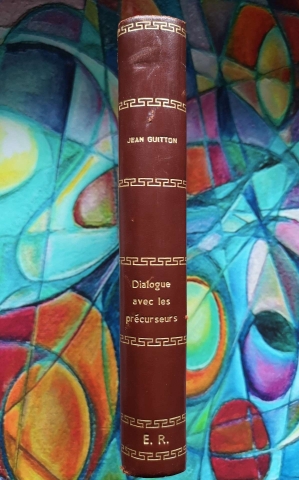 JEAN GUITTON
Dialogue
avec les
précurseurs
E. R.